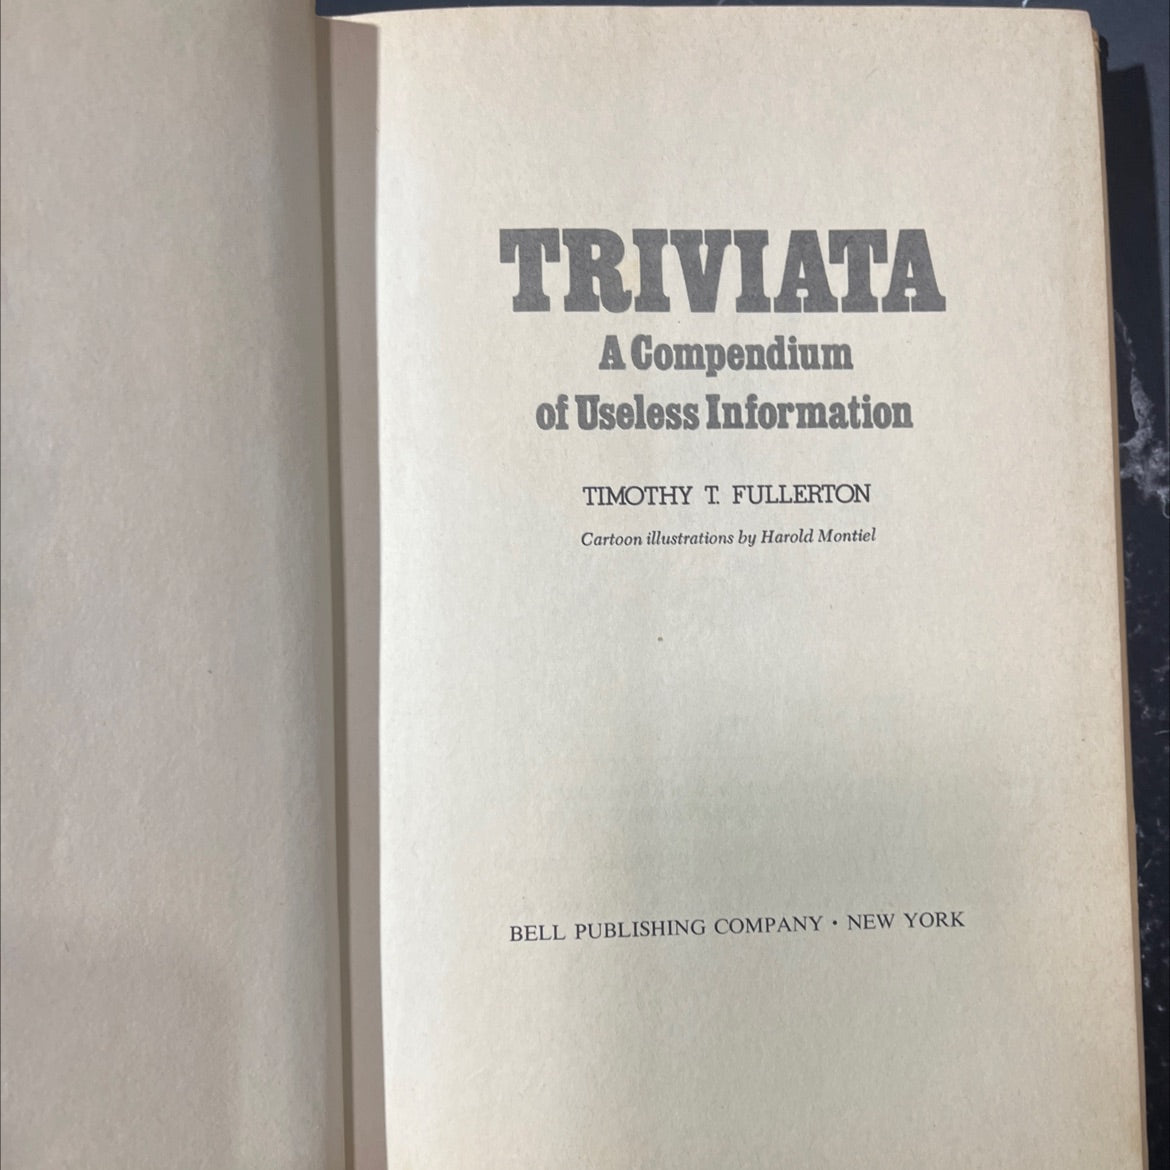 TRIVIATA
A Compendium
of Useless Information
TIMOTHY T. FULLERTON
Cartoon illustrations by Harold Montiel
BELL PUBLISHING COMPANY • NEW YORK